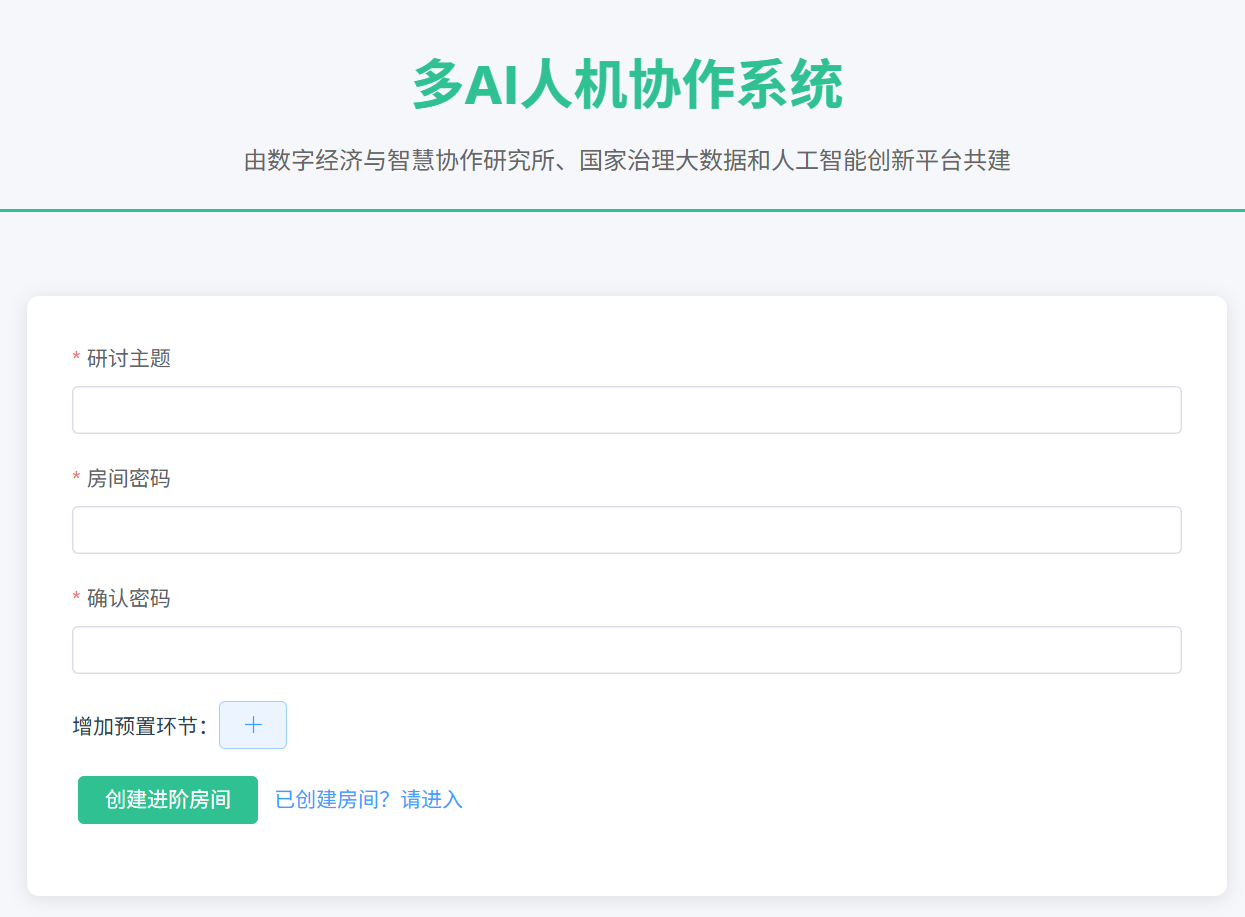 多AI人机协作系统
由数字经济与智慧协作研究所、国家治理大数据和人工智能创新平台共建
* 研讨主题
* 房间密码
* 确认密码
增加预置环节：
创建进阶房间 已创建房间？请进入